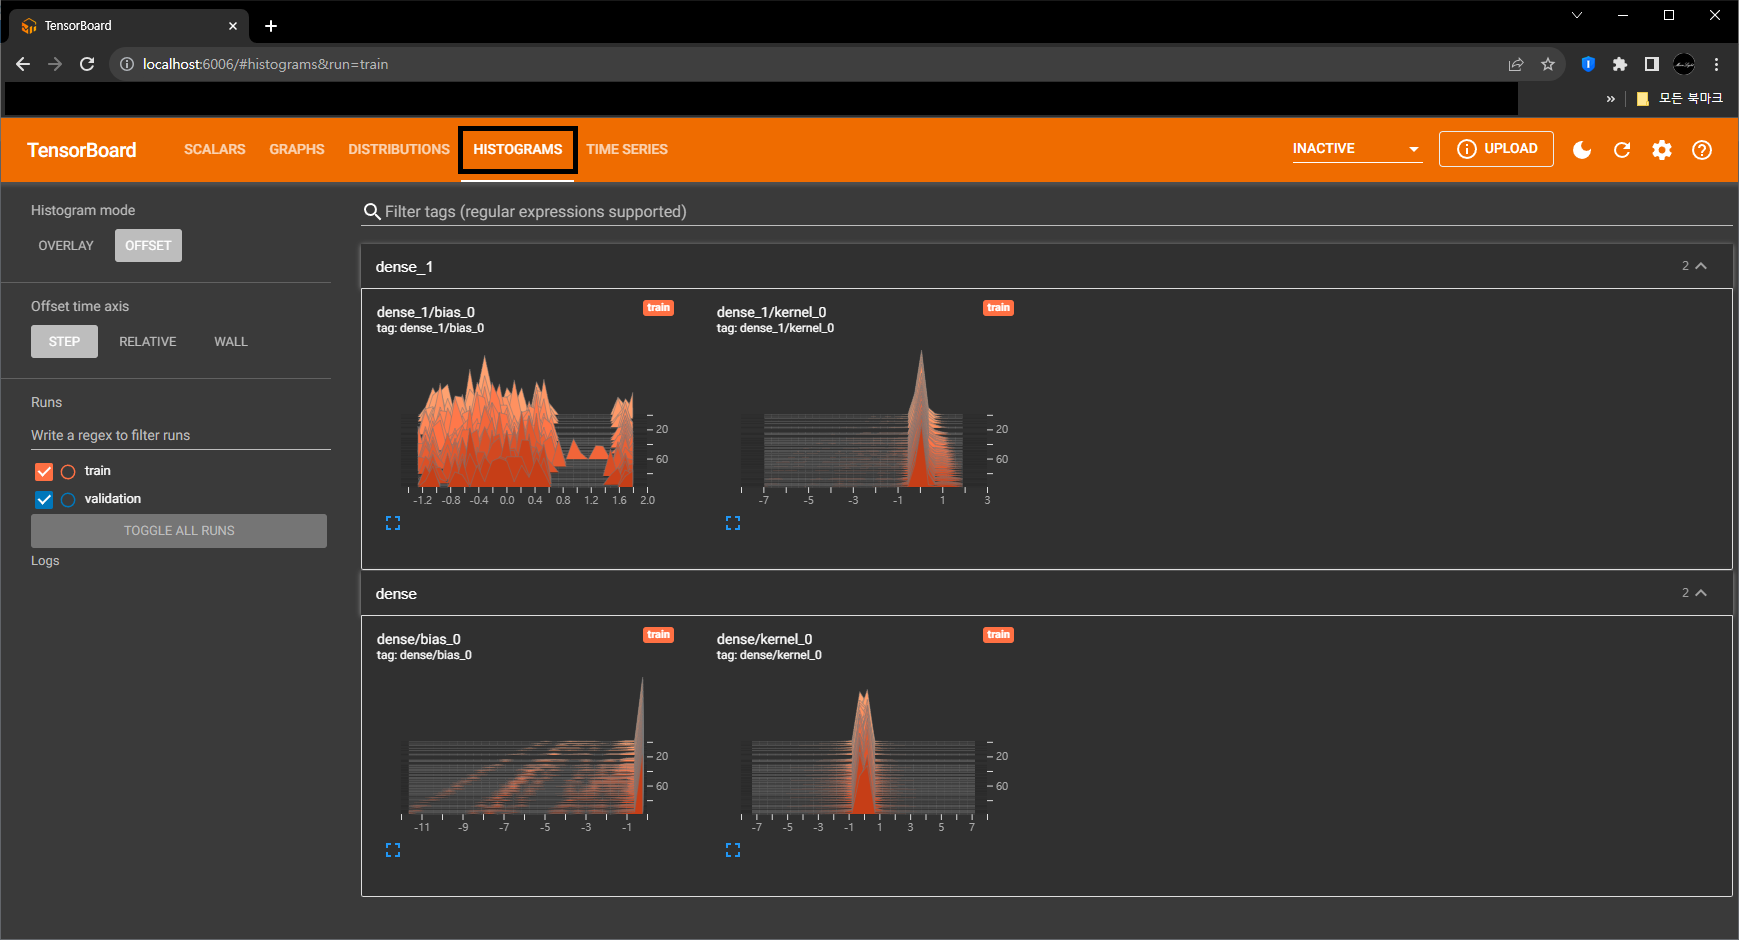 TensorBoard
localhost:6006/#histograms&run=train
»
모든 북마크
TensorBoard
SCALARS
GRAPHS
DISTRIBUTIONS
HISTOGRAMS
TIME SERIES
INACTIVE
UPLOAD
Histogram mode
OVERLAY
OFFSET
Offset time axis
STEP
RELATIVE
WALL
Runs
Write a regex to filter runs
train
validation
TOGGLE ALL RUNS
Logs
Filter tags (regular expressions supported)
dense_1
2
dense_1/bias_0
train
tag: dense_1/bias_0
20
60
-1.2 -0.8 -0.4 0.0 0.4 0.8 1.2 1.6 2.0
dense_1/kernel_0
train
tag: dense_1/kernel_0
20
60
-7 -5 -3 -1 1 3
dense
2
dense/bias_0
train
tag: dense/bias_0
20
60
-11 -9 -7 -5 -3 -1
dense/kernel_0
train
tag: dense/kernel_0
20
60
-7 -5 -3 -1 1 3 5 7